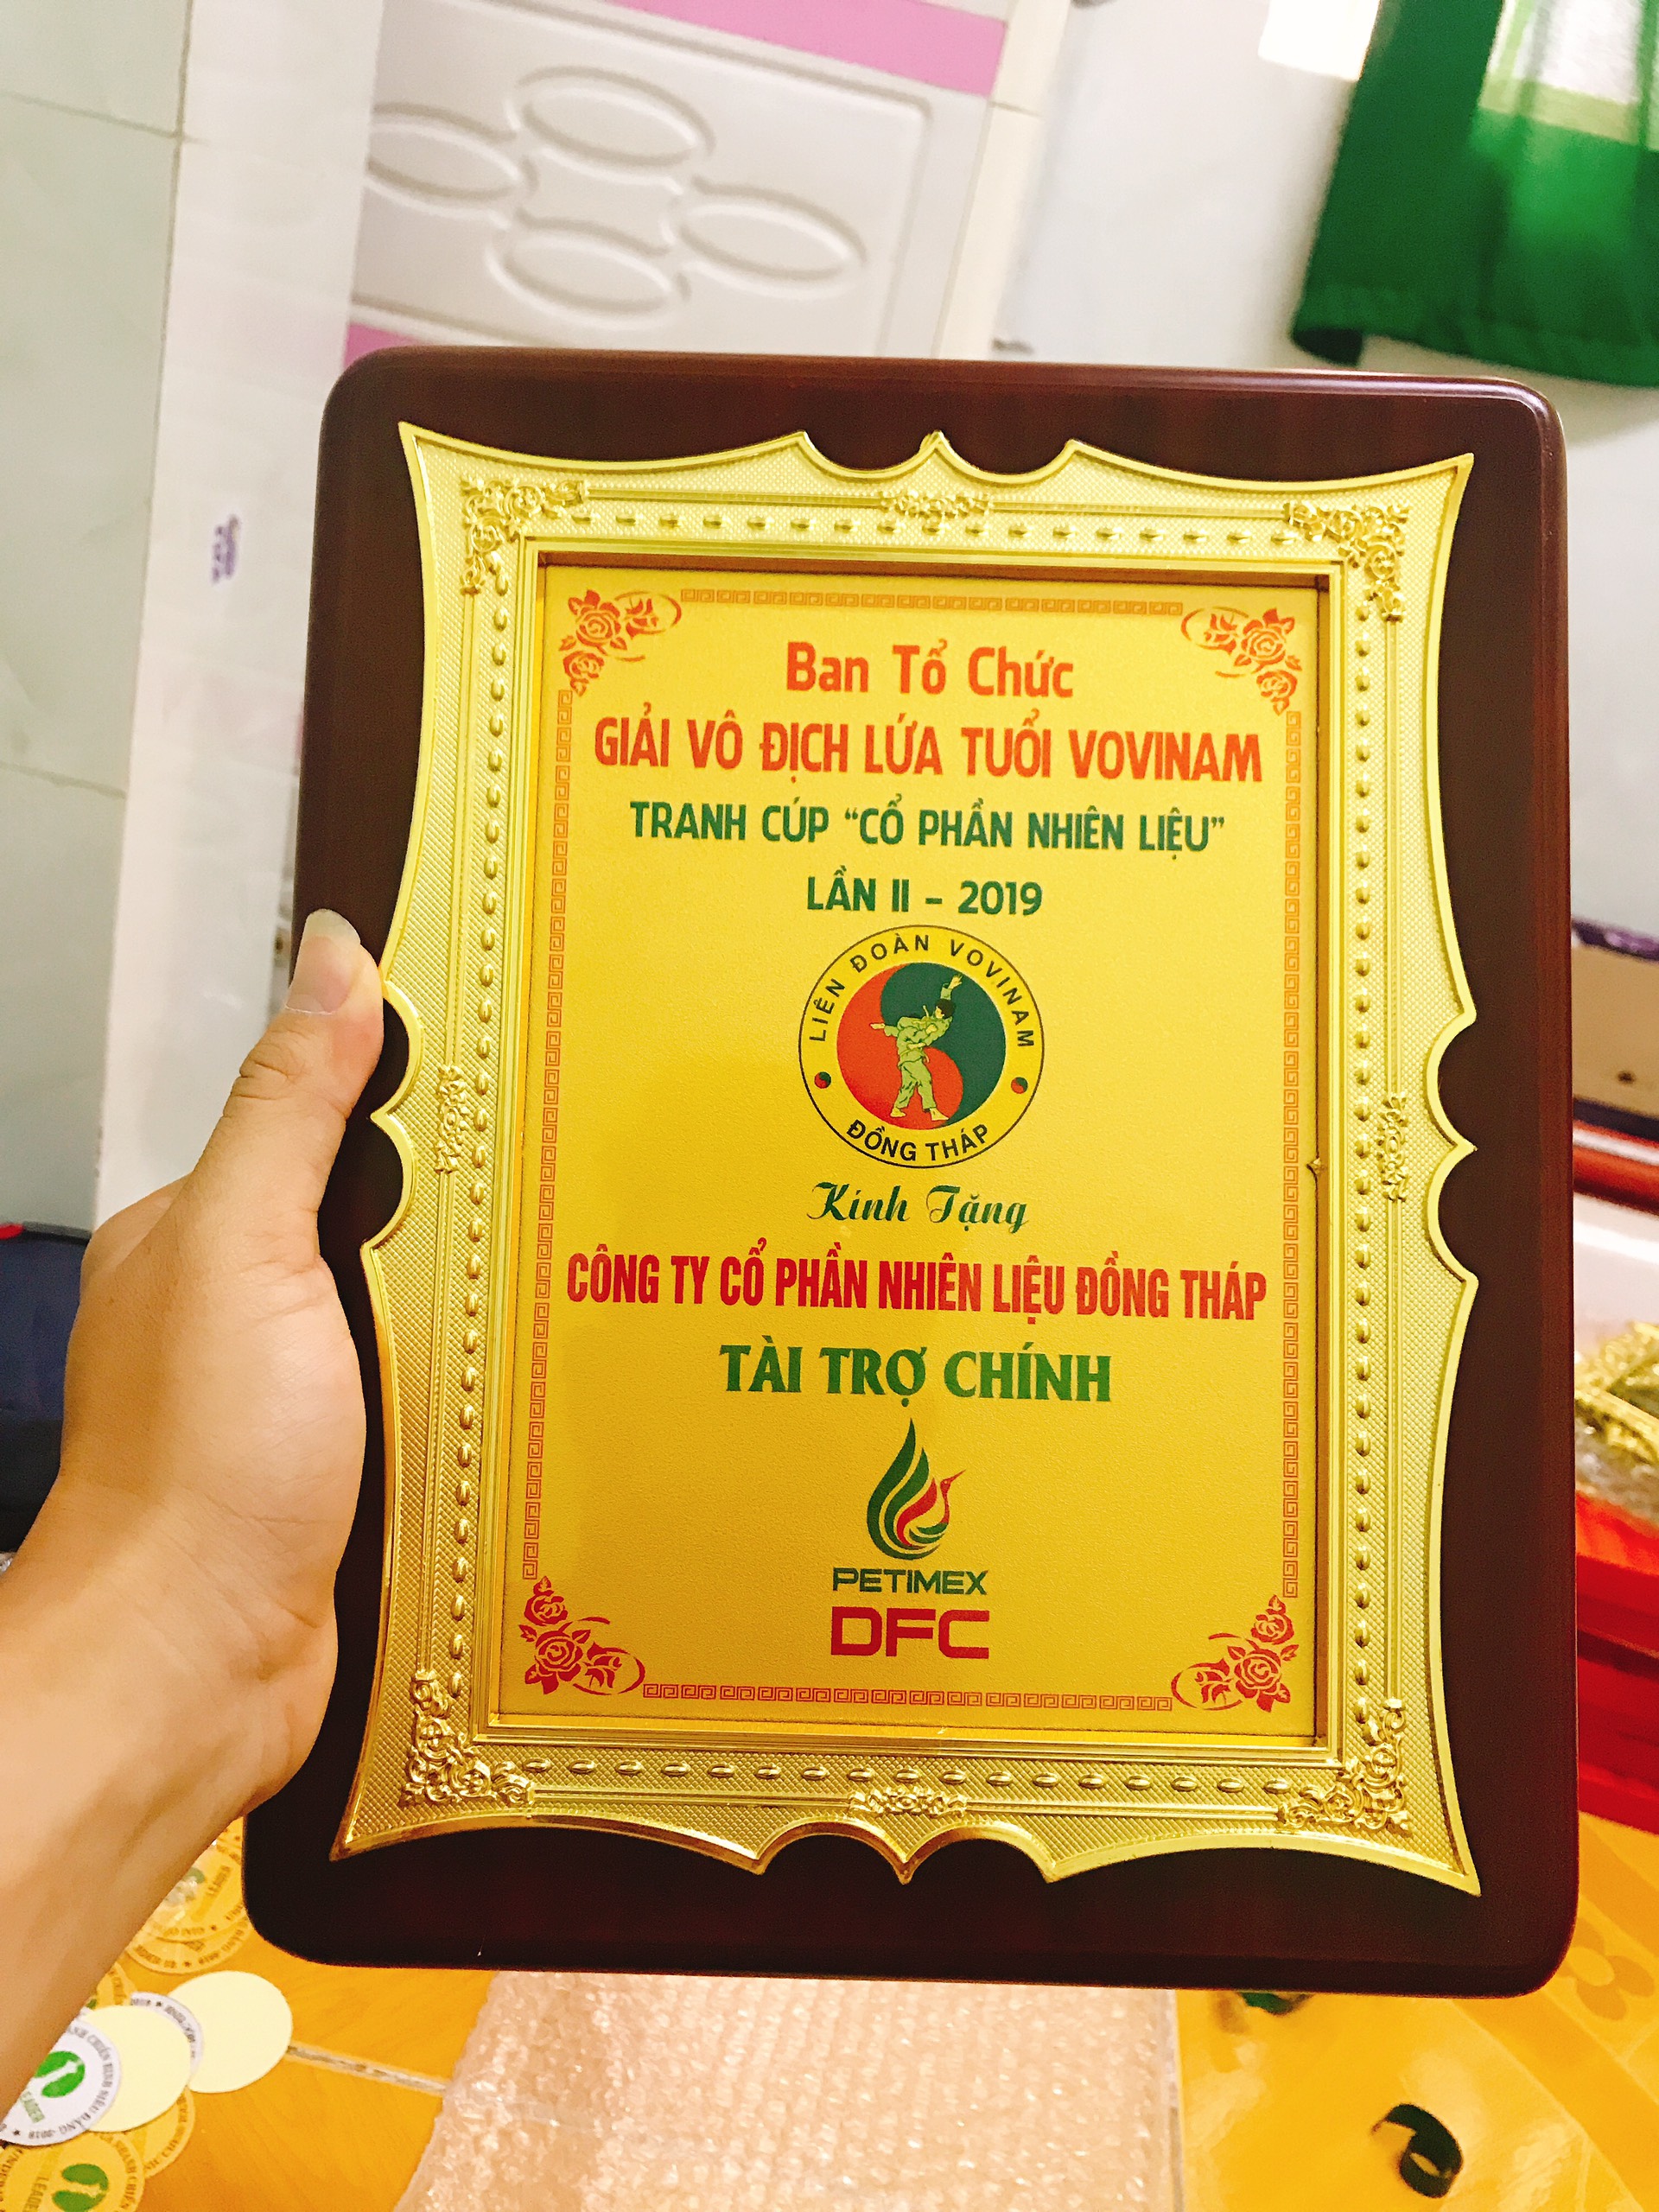 Ban Tổ Chức
GIẢI VÔ ĐỊCH LỨA TUỔI VOVINAM
TRANH CÚP “CỔ PHẦN NHIÊN LIỆU”
LẦN II – 2019
LIÊN ĐOÀN VOVINAM
ĐỒNG THÁP
Kính Tặng
CÔNG TY CỔ PHẦN NHIÊN LIỆU ĐỒNG THÁP
TÀI TRỢ CHÍNH
PETIMEX
DFC